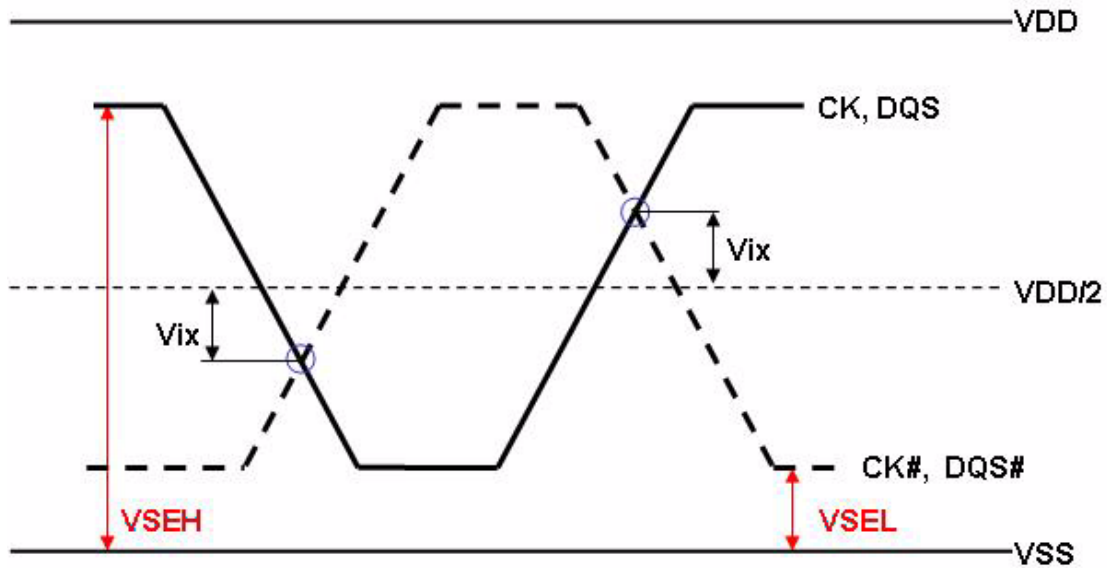 VDD
CK, DQS
Vix
VDD/2
Vix
CK#, DQS#
VSEH
VSEL
VSS